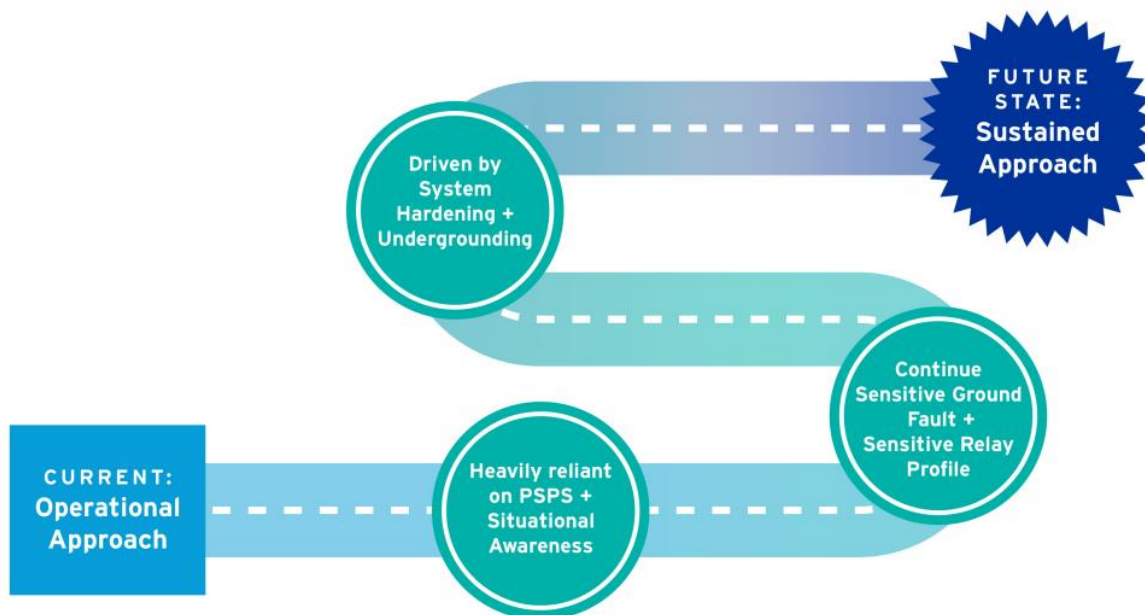 CURRENT:
Operational
Approach
Heavily reliant
on PSPS +
Situational
Awareness
Continue
Sensitive Ground
Fault +
Sensitive Relay
Profile
Driven by
System
Hardening +
Undergrounding
FUTURE
STATE:
Sustained
Approach